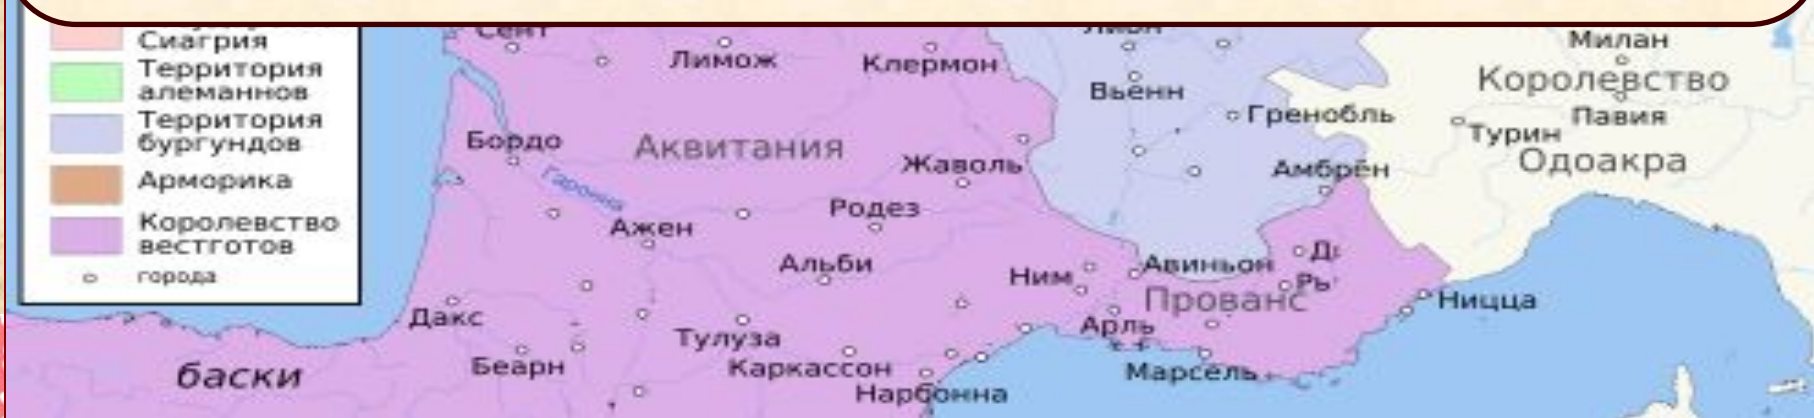 Сиагрия
Территория
алеманнов
Территория
бургундов
Арморика
Королевство
вестготов
города
Сент
Лимож
Клермон
Лион
Вьенн
Гренобль
Милан
Королевство
Павия
Турин
Одоакра
Бордо
Аквитания
Жаволь
Амбрён
Гаронна
Ажен
Родез
Альби
Ним
Авиньон
Прованс
Ницца
Дакс
Тулуза
Арль
баски
Беарн
Каркассон
Марсель
Нарбонна